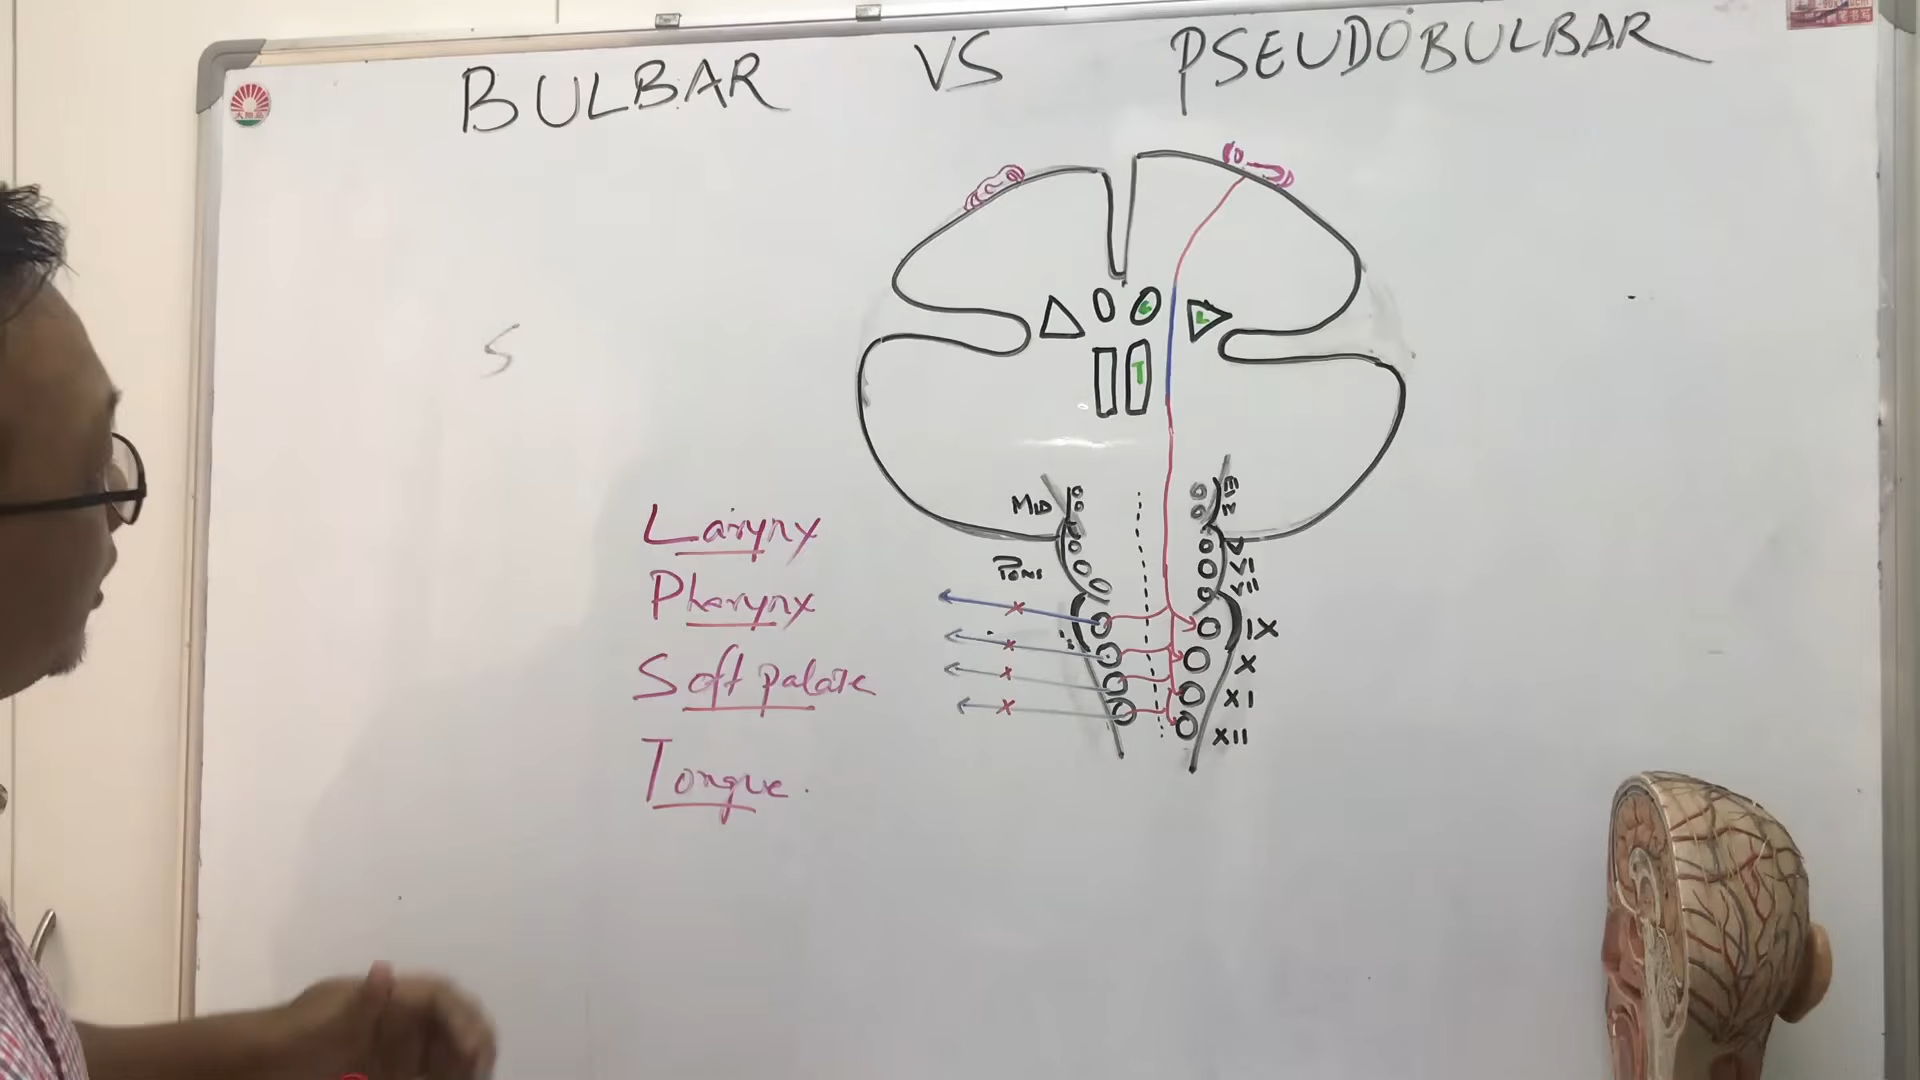 BULBAR VS PSEUDOBULBAR
S
C
L
T
MID
III
IV
Larynx
V
Pons
VI
VII
Pharynx
IX
X
Soft palate
XI
XII
Tongue.